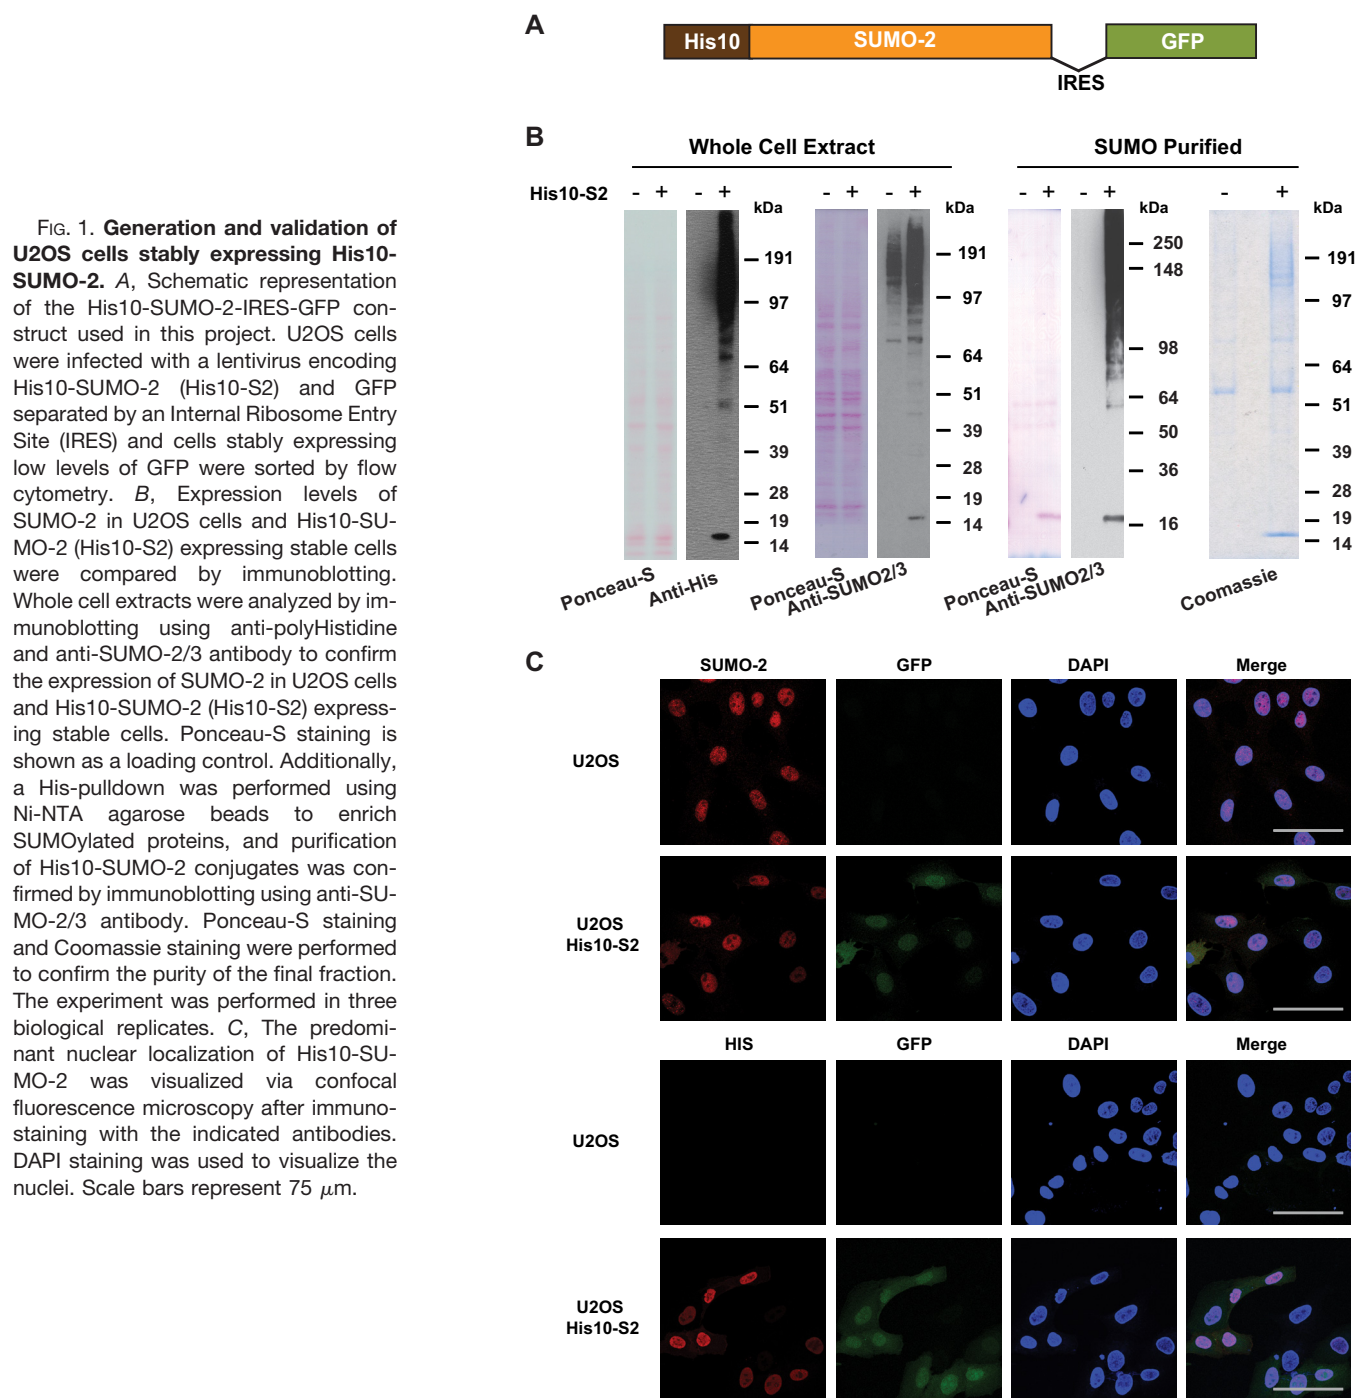 FIG. 1. Generation and validation of
U2OS cells stably expressing His10-
SUMO-2. A, Schematic representation
of the His10-SUMO-2-IRES-GFP con-
struct used in this project. U2OS cells
were infected with a lentivirus encoding
His10-SUMO-2 (His10-S2) and GFP
separated by an Internal Ribosome Entry
Site (IRES) and cells stably expressing
low levels of GFP were sorted by flow
cytometry. B, Expression levels of
SUMO-2 in U2OS cells and His10-SU-
MO-2 (His10-S2) expressing stable cells
were compared by immunoblotting.
Whole cell extracts were analyzed by im-
munoblotting using anti-polyHistidine
and anti-SUMO-2/3 antibody to confirm
the expression of SUMO-2 in U2OS cells
and His10-SUMO-2 (His10-S2) express-
ing stable cells. Ponceau-S staining is
shown as a loading control. Additionally,
a His-pulldown was performed using
Ni-NTA agarose beads to enrich
SUMOylated proteins, and purification
of His10-SUMO-2 conjugates was con-
firmed by immunoblotting using anti-SU-
MO-2/3 antibody. Ponceau-S staining
and Coomassie staining were performed
to confirm the purity of the final fraction.
The experiment was performed in three
biological replicates. C, The predomi-
nant nuclear localization of His10-SU-
MO-2 was visualized via confocal
fluorescence microscopy after immuno-
staining with the indicated antibodies.
DAPI staining was used to visualize the
nuclei. Scale bars represent 75 μm.
A
His10 SUMO-2 GFP
IRES
B
Whole Cell Extract SUMO Purified
His10-S2 - + - + - + - + - + - + - +
kDa kDa kDa kDa
191
97
64
51
39
28
19
14
191
97
64
51
39
28
19
14
250
148
98
64
50
36
16
191
97
64
51
39
28
19
14
Ponceau-S Anti-His Ponceau-S Anti-SUMO2/3 Ponceau-S Anti-SUMO2/3 Coomassie
C
SUMO-2 GFP DAPI Merge
U2OS
U2OS
His10-S2
HIS GFP DAPI Merge
U2OS
U2OS
His10-S2